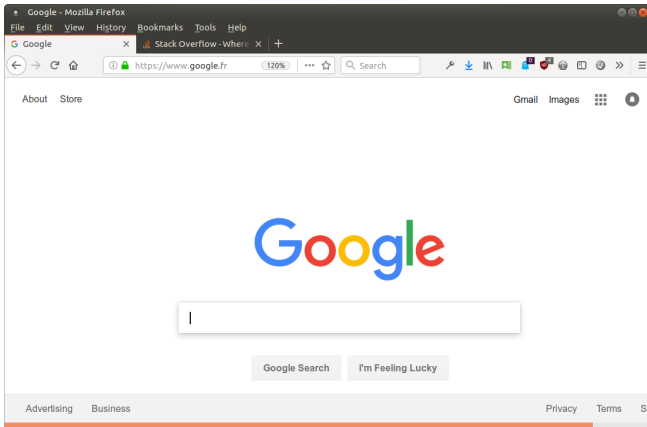 Google - Mozilla Firefox
File Edit View History Bookmarks Tools Help
Google × Stack Overflow - Where × +
https://www.google.fr 120% ··· Search
About Store Gmail Images
Google
Google Search I'm Feeling Lucky
Advertising Business Privacy Terms S